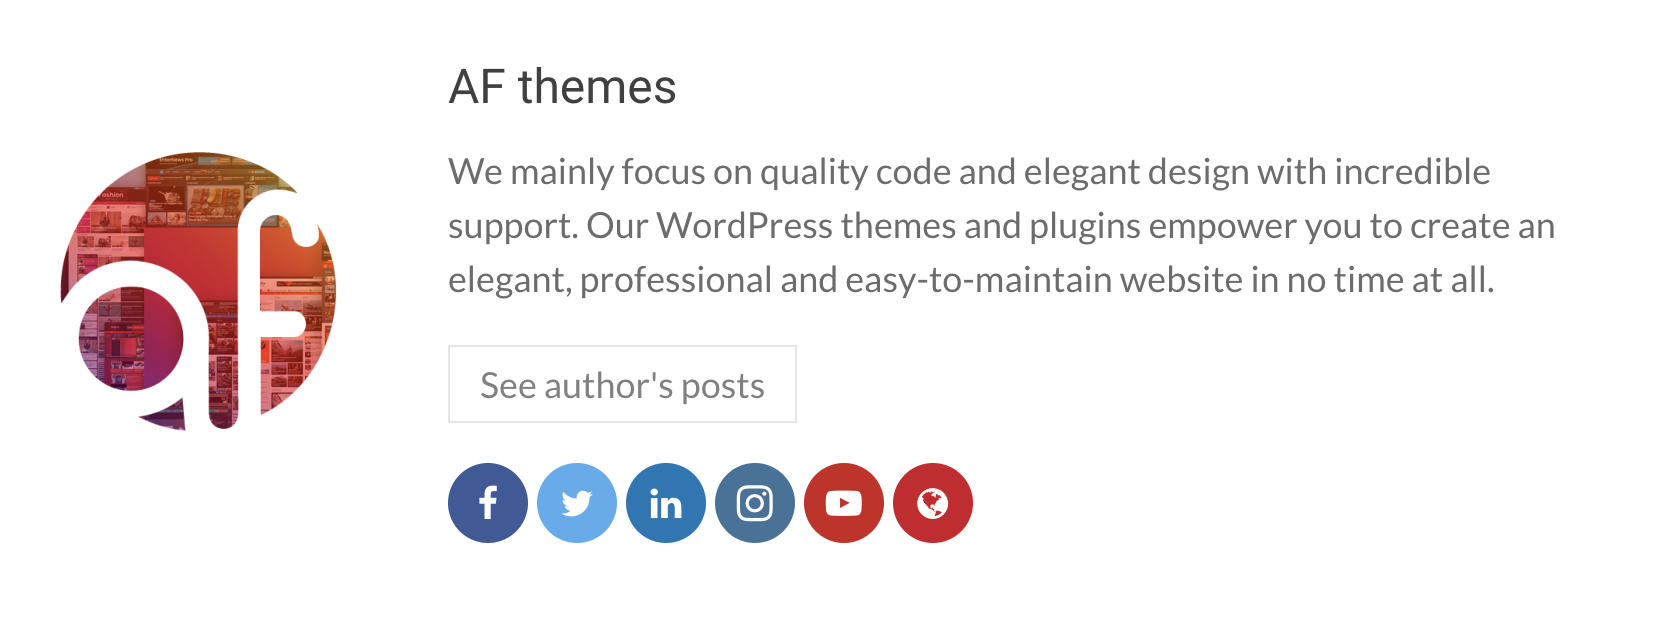 AF themes
We mainly focus on quality code and elegant design with incredible
support. Our WordPress themes and plugins empower you to create an
elegant, professional and easy-to-maintain website in no time at all.
See author's posts